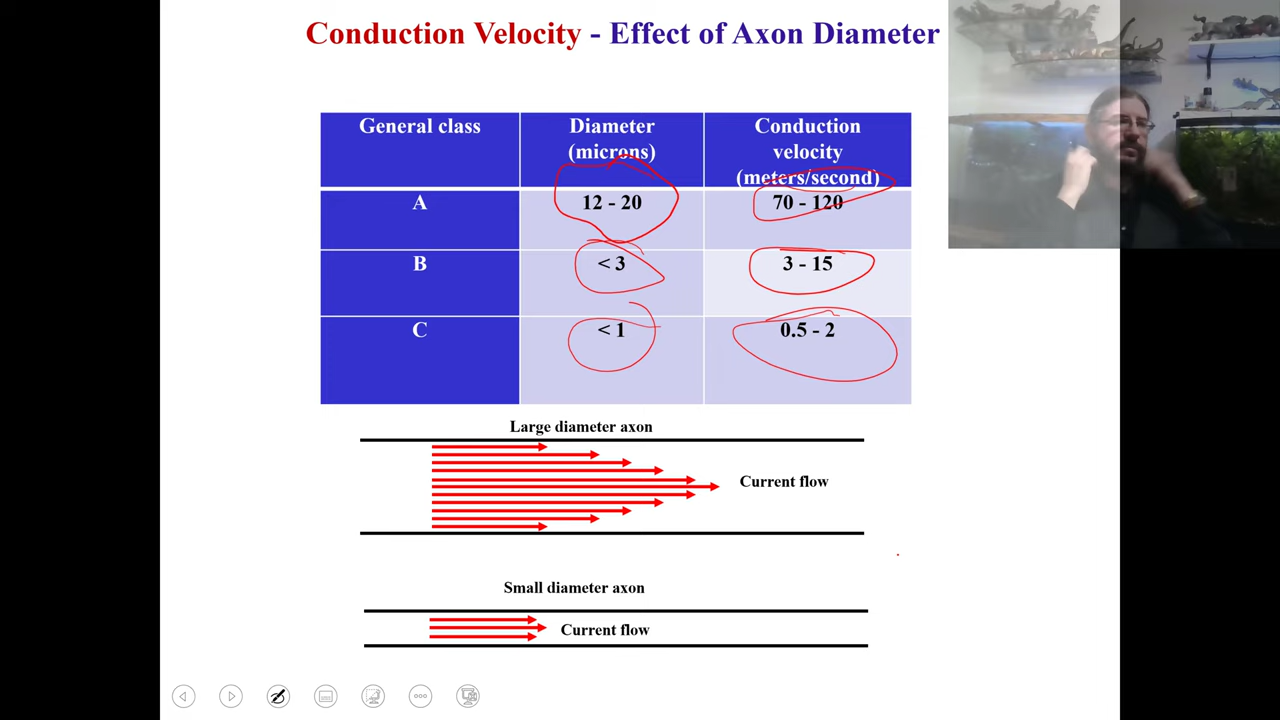 Conduction Velocity - Effect of Axon Diameter
General class
Diameter
(microns)
Conduction
velocity
(meters/second)
A
12 - 20
70 - 120
B
< 3
3 - 15
C
< 1
0.5 - 2
Large diameter axon
Current flow
Small diameter axon
Current flow